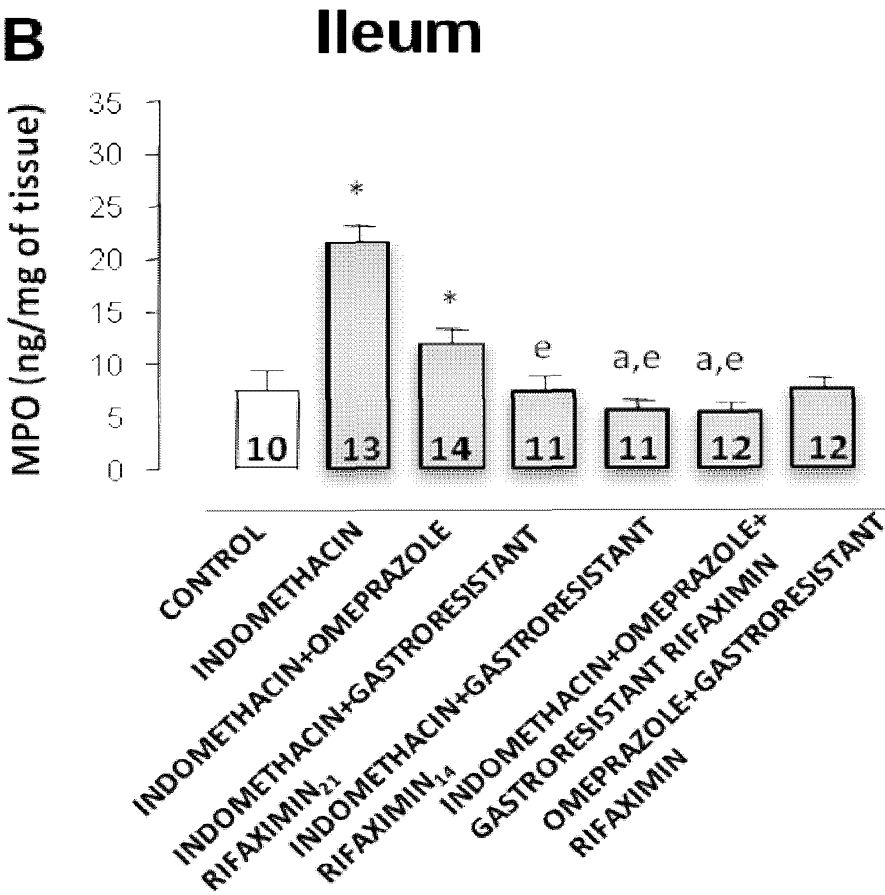 B
Ileum
MPO (ng/mg of tissue)
35
30
25
20
15
10
5
0
*
*
e
a,e
a,e
10
13
14
11
11
12
12
CONTROL
INDOMETHACIN
INDOMETHACIN+OMEPRAZOLE
INDOMETHACIN+GASTRORESISTANT
RIFAXIMIN₂₁
INDOMETHACIN+GASTRORESISTANT
RIFAXIMIN₁₄
INDOMETHACIN+OMEPRAZOLE+
GASTRORESISTANT RIFAXIMIN
OMEPRAZOLE+GASTRORESISTANT
RIFAXIMIN